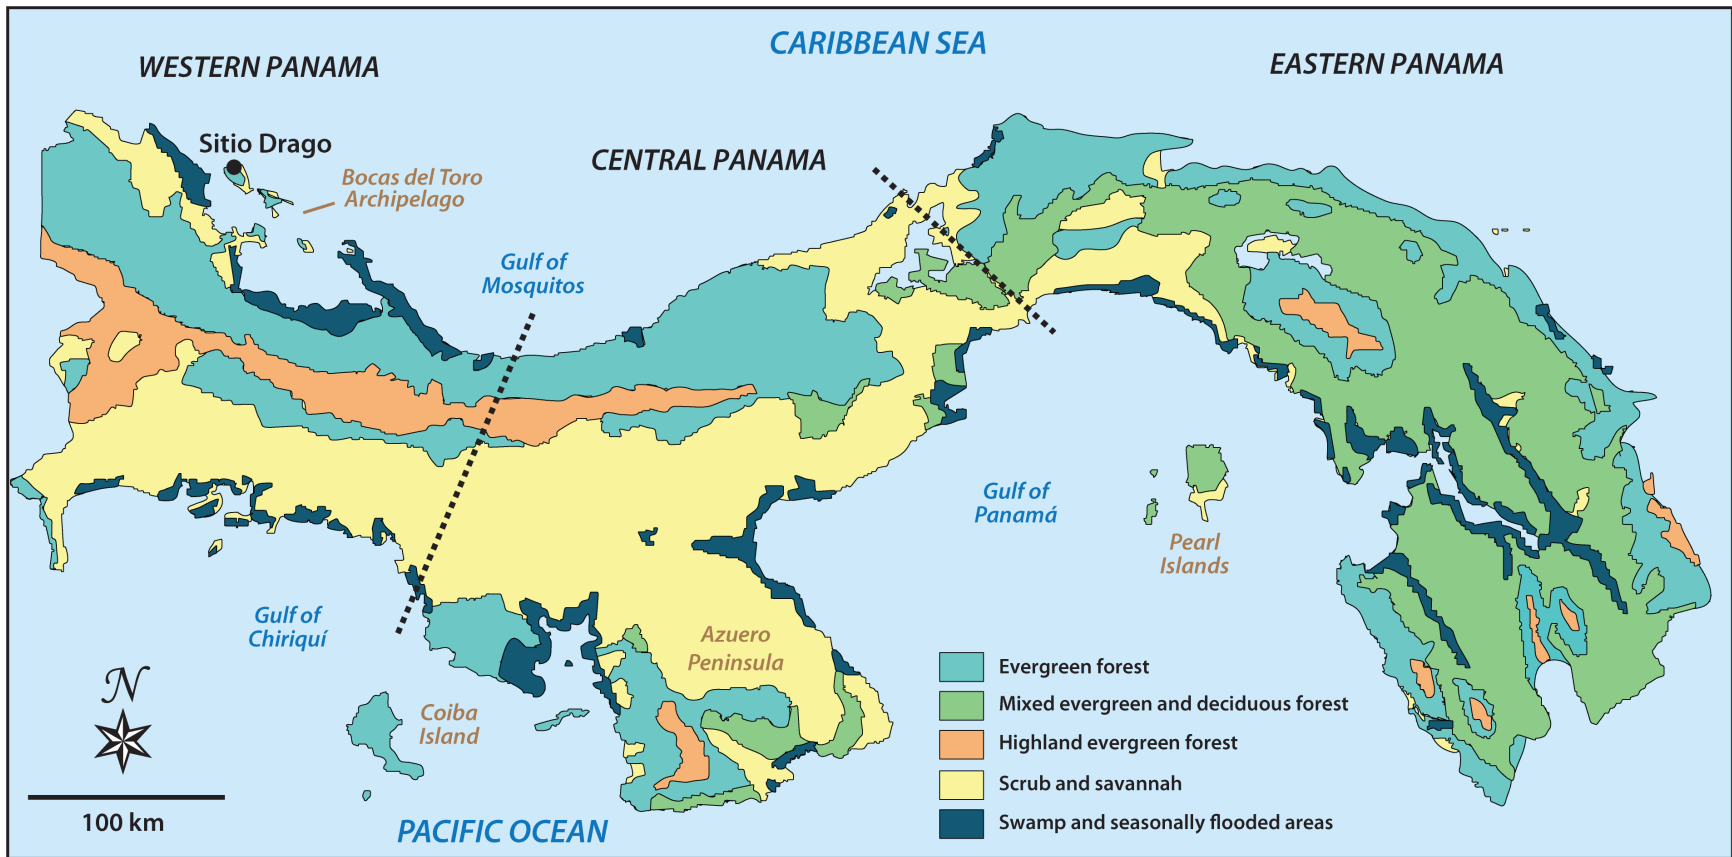 CARIBBEAN SEA
WESTERN PANAMA
EASTERN PANAMA
Sitio Drago
CENTRAL PANAMA
Bocas del Toro
Archipelago
Gulf of
Mosquitos
Gulf of
Panamá
Pearl
Islands
Gulf of
Chiriquí
Azuero
Peninsula
N
Coiba
Island
100 km
PACIFIC OCEAN
Evergreen forest
Mixed evergreen and deciduous forest
Highland evergreen forest
Scrub and savannah
Swamp and seasonally flooded areas